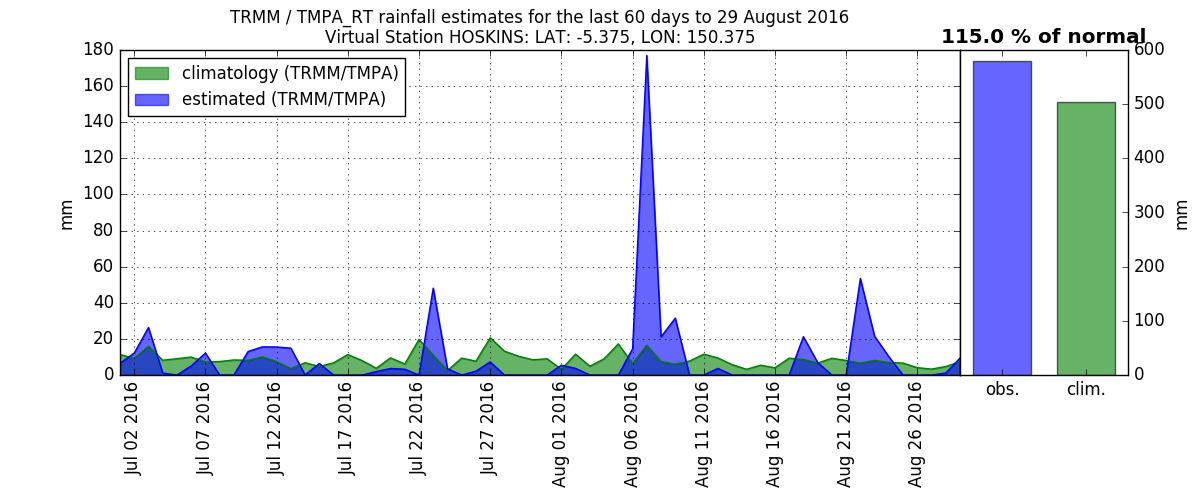 TRMM / TMPA_RT rainfall estimates for the last 60 days to 29 August 2016
Virtual Station HOSKINS: LAT: -5.375, LON: 150.375
115.0 % of normal
climatology (TRMM/TMPA)
estimated (TRMM/TMPA)
mm
180
160
140
120
100
80
60
40
20
0
Jul 02 2016
Jul 07 2016
Jul 12 2016
Jul 17 2016
Jul 22 2016
Jul 27 2016
Aug 01 2016
Aug 06 2016
Aug 11 2016
Aug 16 2016
Aug 21 2016
Aug 26 2016
obs.
clim.
600
500
400
300
200
100
0
mm